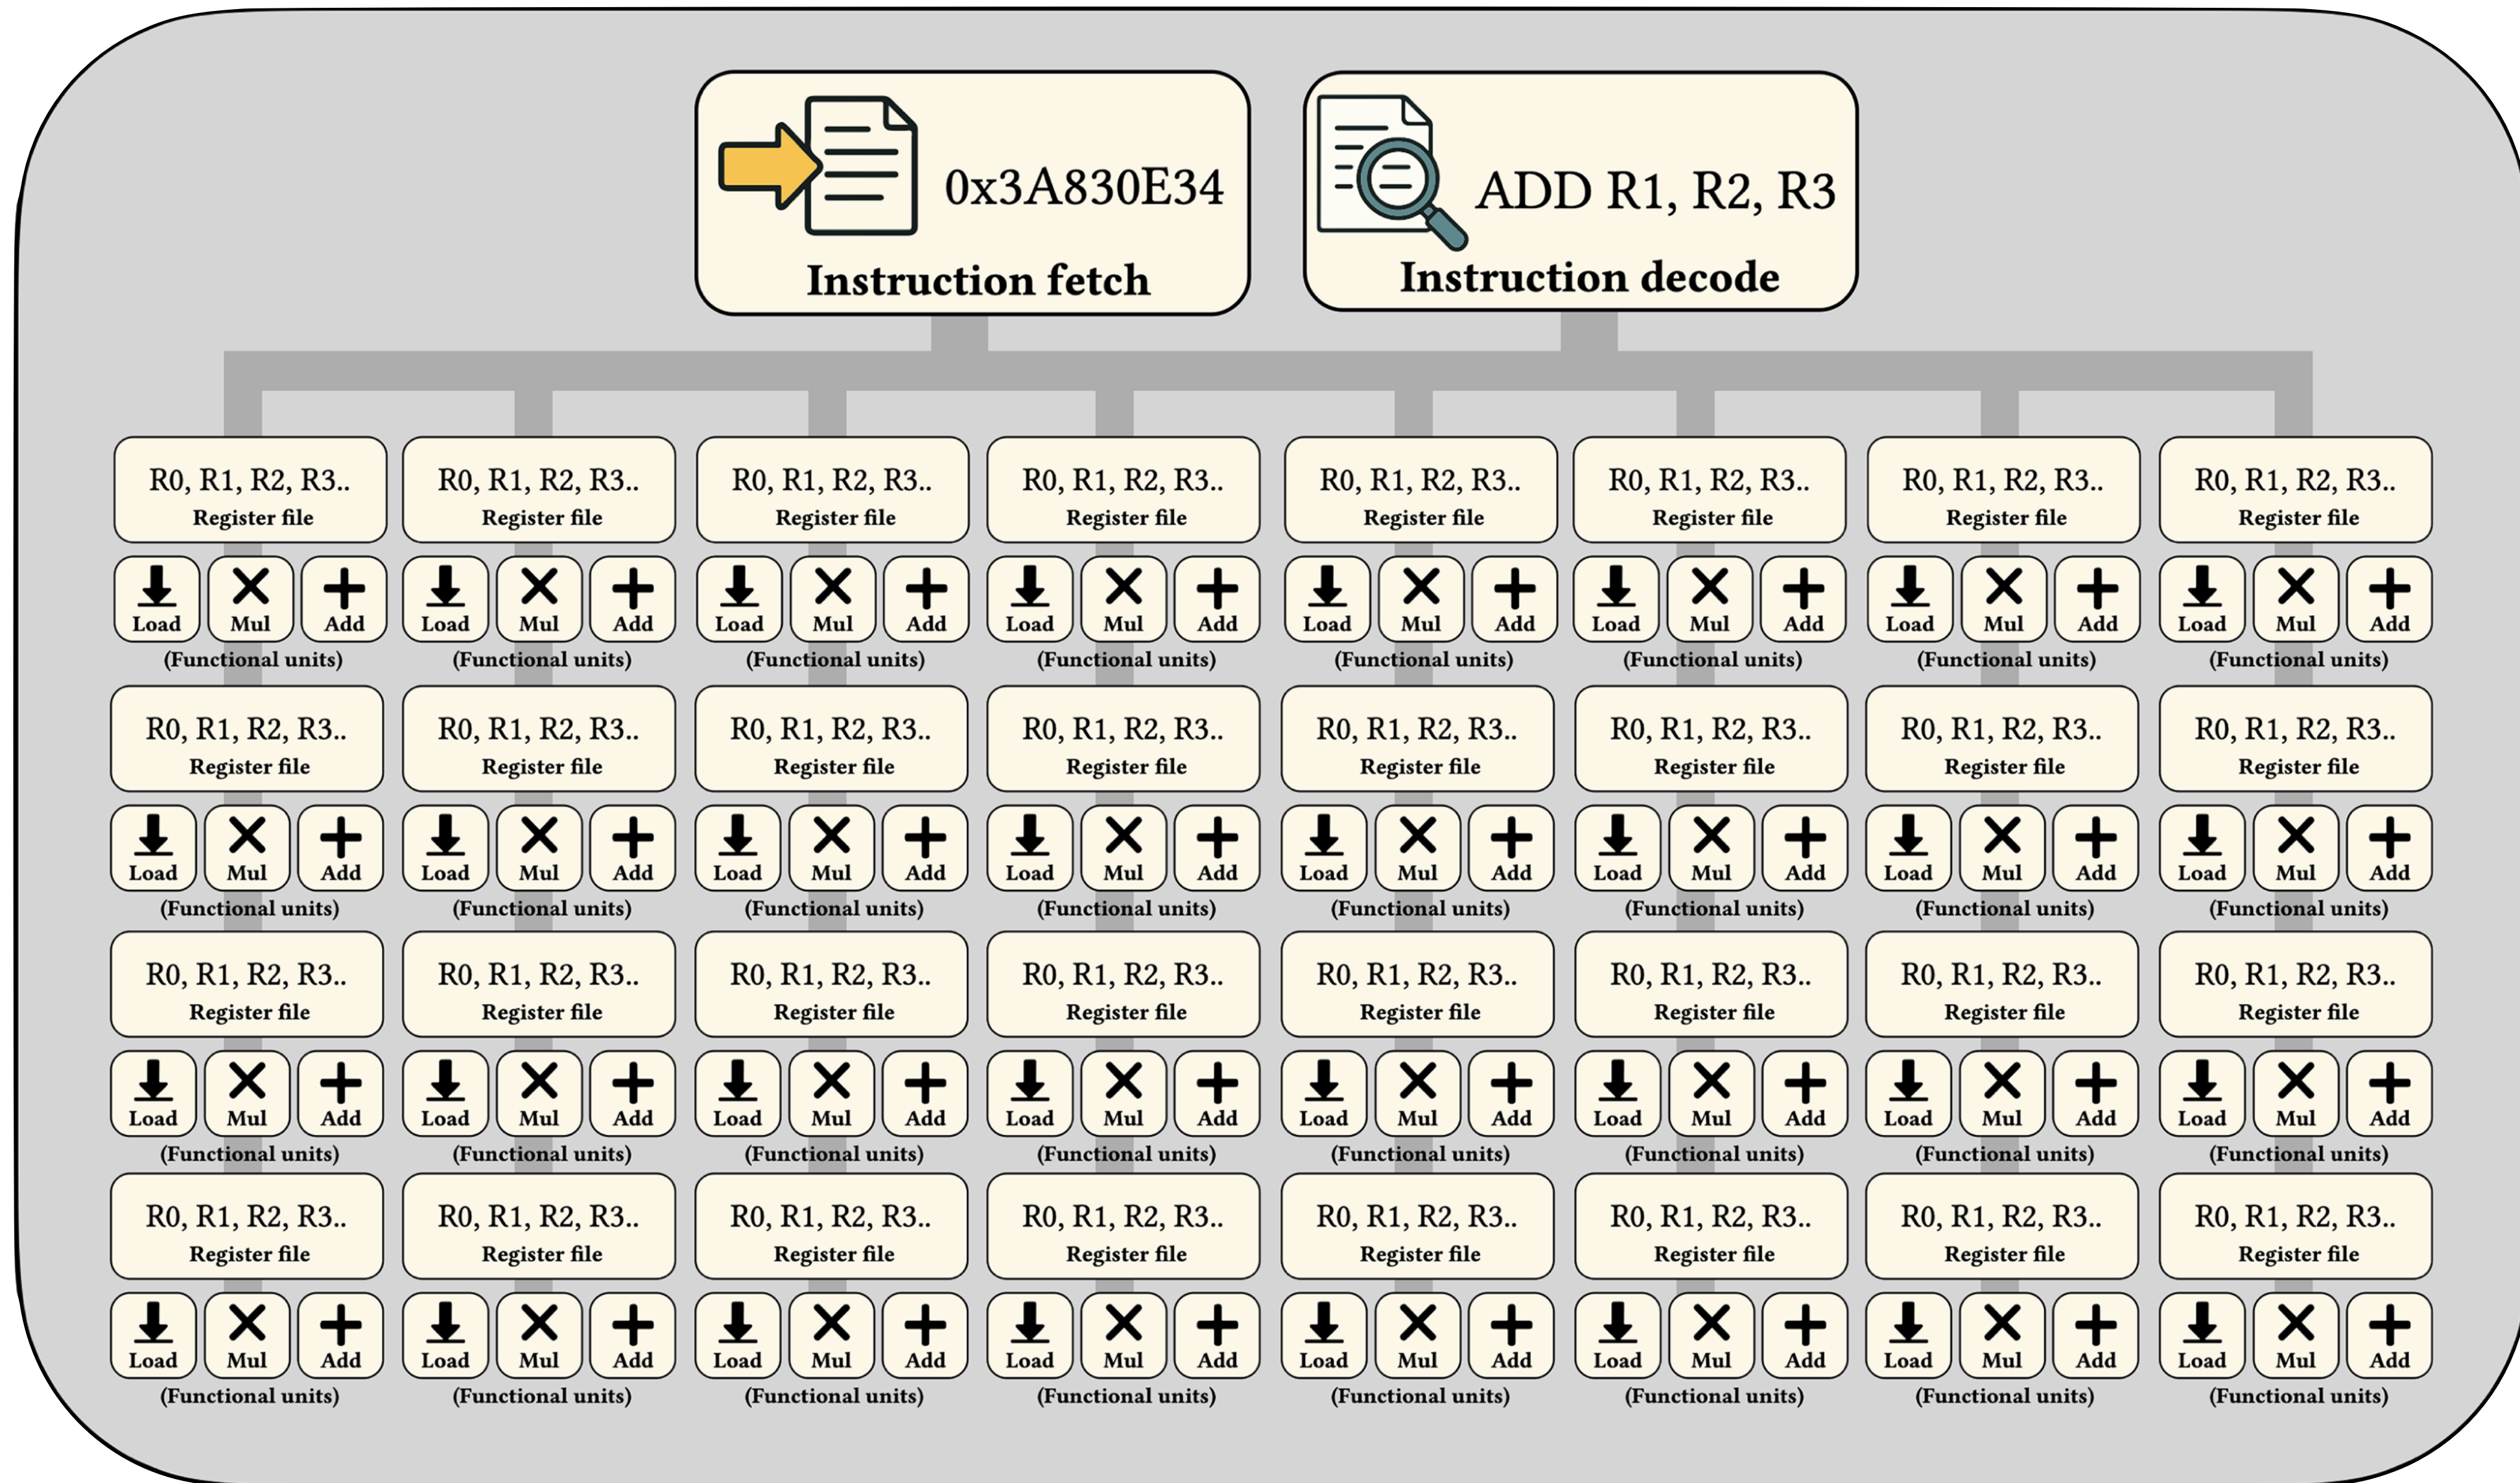 0x3A830E34
Instruction fetch
ADD R1, R2, R3
Instruction decode
R0, R1, R2, R3.. R0, R1, R2, R3.. R0, R1, R2, R3.. R0, R1, R2, R3.. R0, R1, R2, R3.. R0, R1, R2, R3.. R0, R1, R2, R3.. R0, R1, R2, R3..
Register file Register file Register file Register file Register file Register file Register file Register file
Load Mul Add Load Mul Add Load Mul Add Load Mul Add Load Mul Add Load Mul Add Load Mul Add Load Mul Add
(Functional units) (Functional units) (Functional units) (Functional units) (Functional units) (Functional units) (Functional units) (Functional units)
R0, R1, R2, R3.. R0, R1, R2, R3.. R0, R1, R2, R3.. R0, R1, R2, R3.. R0, R1, R2, R3.. R0, R1, R2, R3.. R0, R1, R2, R3.. R0, R1, R2, R3..
Register file Register file Register file Register file Register file Register file Register file Register file
Load Mul Add Load Mul Add Load Mul Add Load Mul Add Load Mul Add Load Mul Add Load Mul Add Load Mul Add
(Functional units) (Functional units) (Functional units) (Functional units) (Functional units) (Functional units) (Functional units) (Functional units)
R0, R1, R2, R3.. R0, R1, R2, R3.. R0, R1, R2, R3.. R0, R1, R2, R3.. R0, R1, R2, R3.. R0, R1, R2, R3.. R0, R1, R2, R3.. R0, R1, R2, R3..
Register file Register file Register file Register file Register file Register file Register file Register file
Load Mul Add Load Mul Add Load Mul Add Load Mul Add Load Mul Add Load Mul Add Load Mul Add Load Mul Add
(Functional units) (Functional units) (Functional units) (Functional units) (Functional units) (Functional units) (Functional units) (Functional units)
R0, R1, R2, R3.. R0, R1, R2, R3.. R0, R1, R2, R3.. R0, R1, R2, R3.. R0, R1, R2, R3.. R0, R1, R2, R3.. R0, R1, R2, R3.. R0, R1, R2, R3..
Register file Register file Register file Register file Register file Register file Register file Register file
Load Mul Add Load Mul Add Load Mul Add Load Mul Add Load Mul Add Load Mul Add Load Mul Add Load Mul Add
(Functional units) (Functional units) (Functional units) (Functional units) (Functional units) (Functional units) (Functional units) (Functional units)